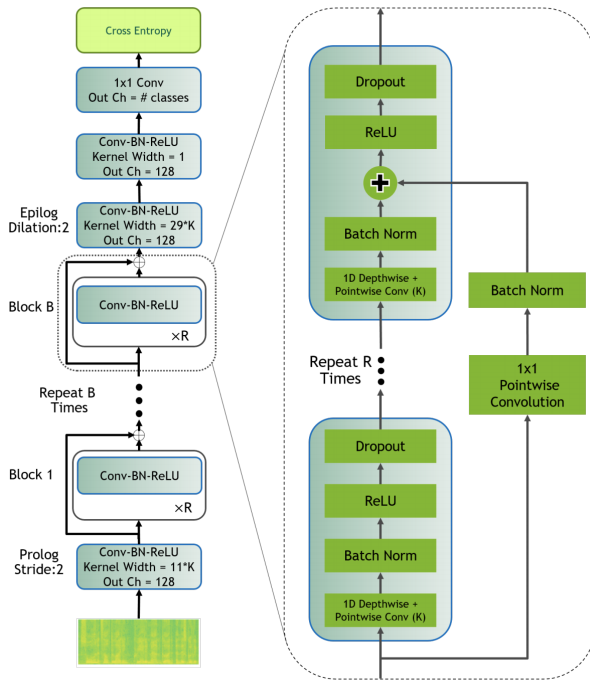 Cross Entropy
1x1 Conv
Out Ch = # classes
Conv-BN-ReLU
Kernel Width = 1
Out Ch = 128
Epilog
Dilation:2
Conv-BN-ReLU
Kernel Width = 29*K
Out Ch = 128
Block B
Conv-BN-ReLU
×R
Repeat B
Times
Block 1
Conv-BN-ReLU
×R
Prolog
Stride:2
Conv-BN-ReLU
Kernel Width = 11*K
Out Ch = 128
Dropout
ReLU
Batch Norm
1D Depthwise +
Pointwise Conv (K)
Repeat R
Times
Batch Norm
1x1
Pointwise
Convolution
Dropout
ReLU
Batch Norm
1D Depthwise +
Pointwise Conv (K)